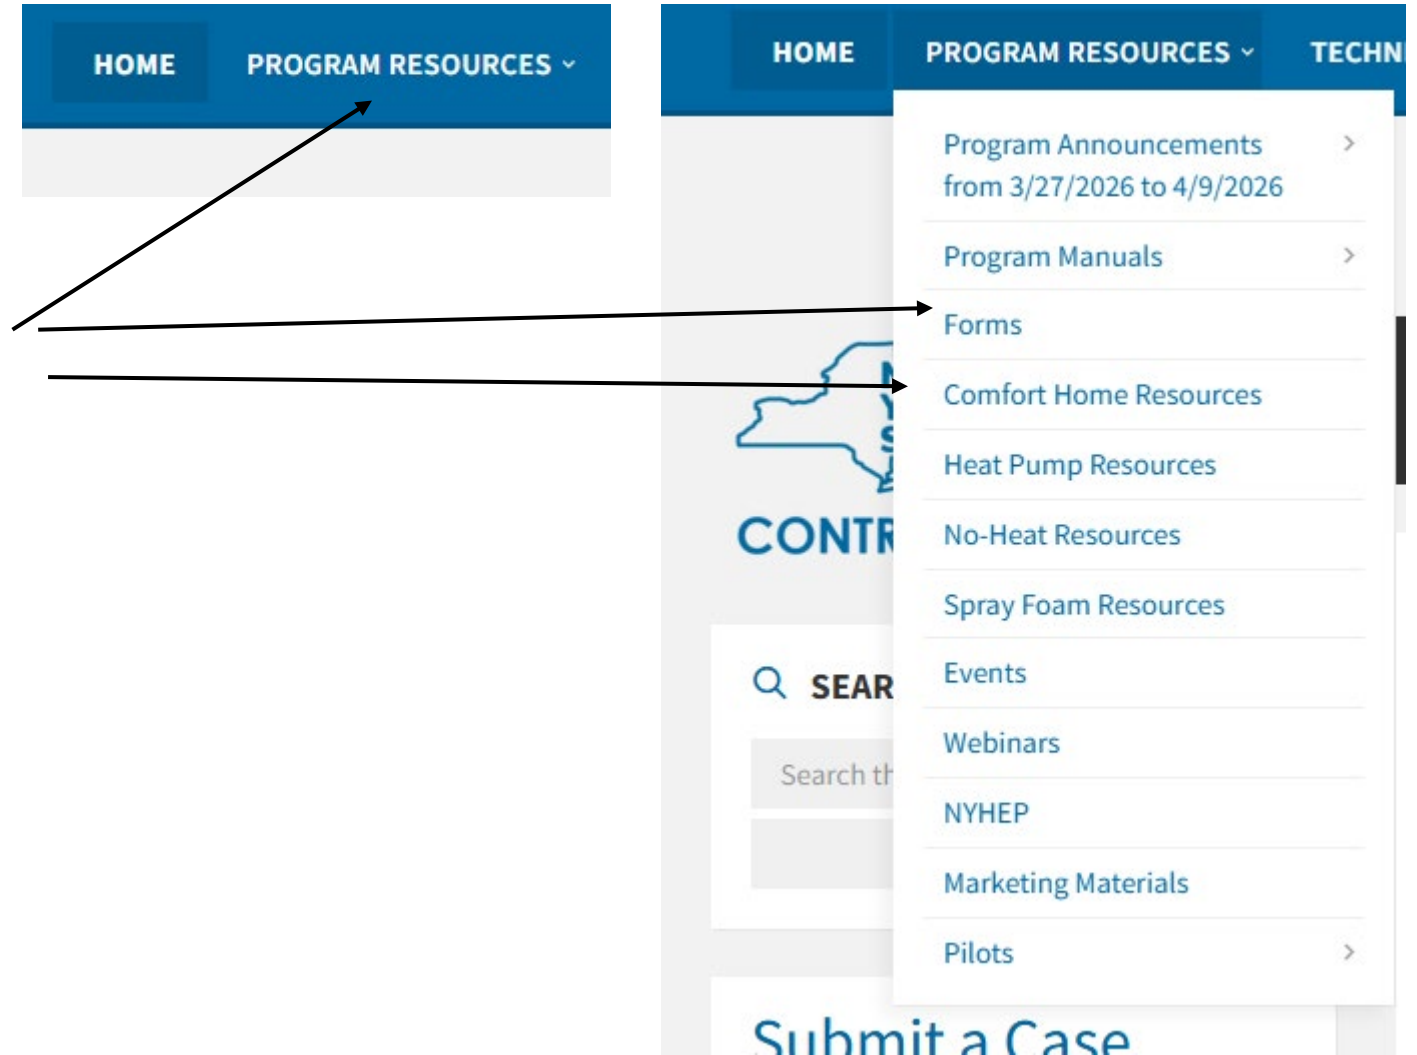 HOME PROGRAM RESOURCES
HOME PROGRAM RESOURCES TECHN
Program Announcements
from 3/27/2026 to 4/9/2026
Program Manuals
Forms
Comfort Home Resources
Heat Pump Resources
No-Heat Resources
Spray Foam Resources
Events
Webinars
NYHEP
Marketing Materials
Pilots
N
Y
S
CONTR
SEAR
Search th
Submit a Case